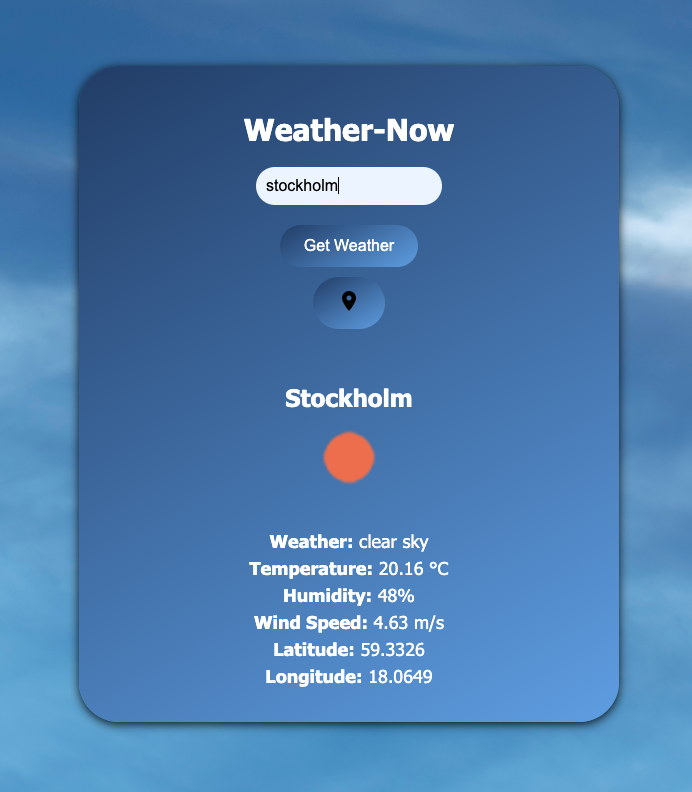 Weather-Now
stockholm
Get Weather
Stockholm
Weather: clear sky
Temperature: 20.16 °C
Humidity: 48%
Wind Speed: 4.63 m/s
Latitude: 59.3326
Longitude: 18.0649